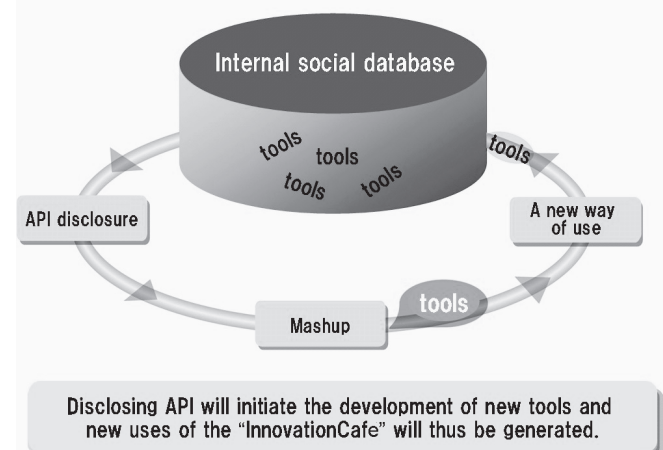 Internal social database
tools
tools
tools
tools
tools
API disclosure
A new way
of use
tools
Mashup
Disclosing API will initiate the development of new tools and
new uses of the “InnovationCafe” will thus be generated.